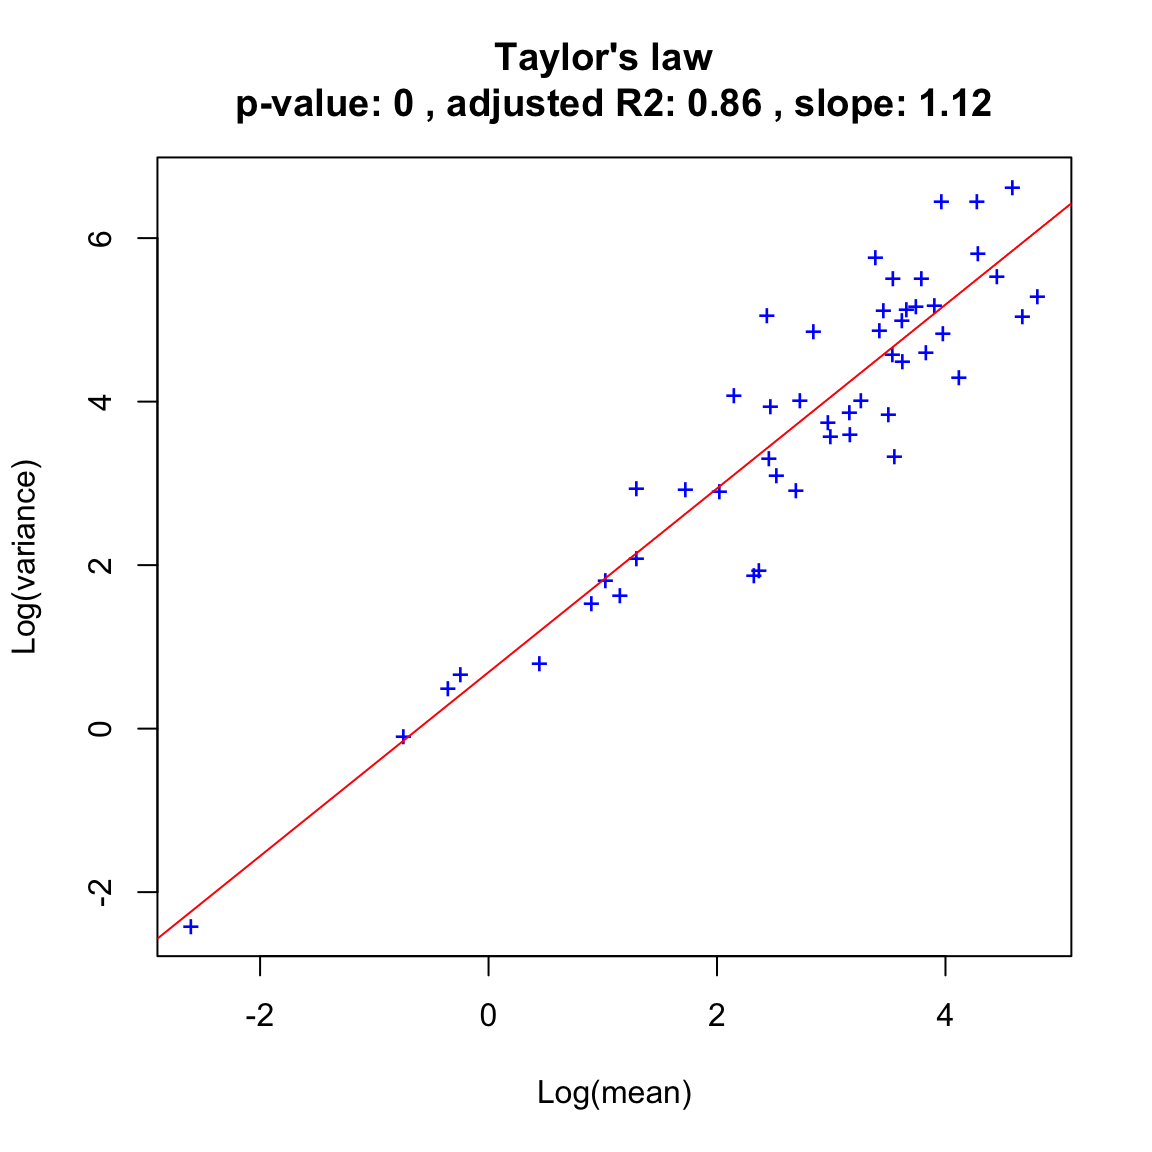 Taylor's law
p-value: 0 , adjusted R2: 0.86 , slope: 1.12
Log(variance)
6
4
2
0
-2
-2 0 2 4
Log(mean)